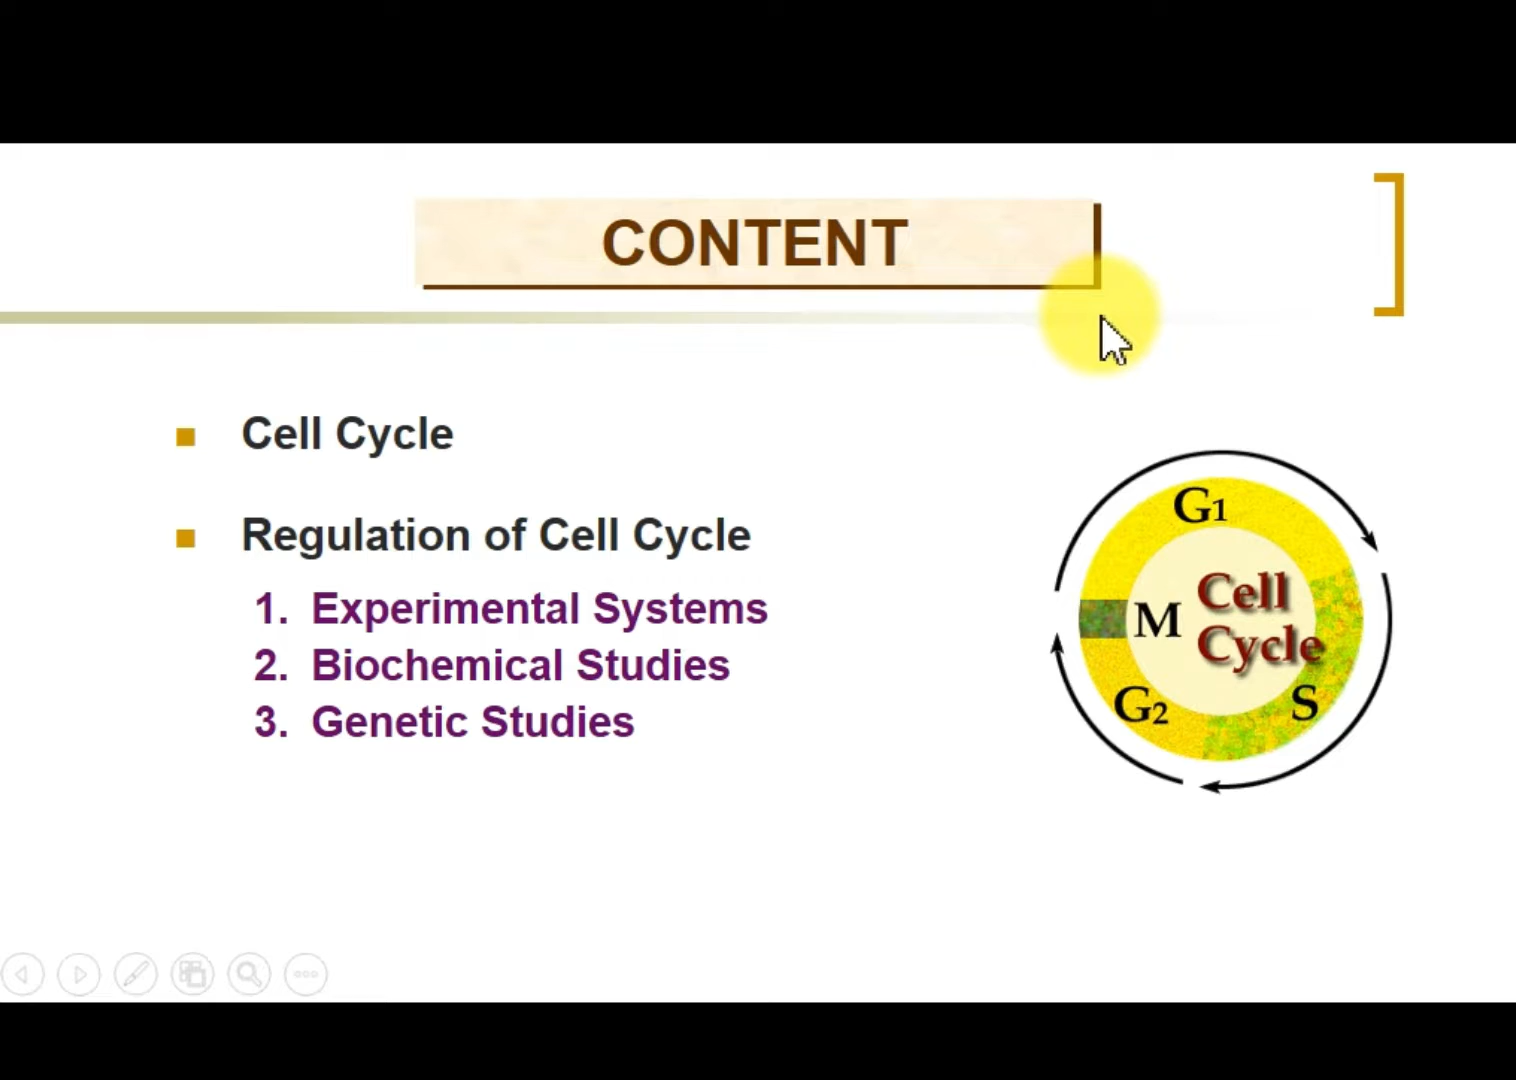 CONTENT
Cell Cycle
Regulation of Cell Cycle
1. Experimental Systems
2. Biochemical Studies
3. Genetic Studies
G1
M
Cell
Cycle
G2
S